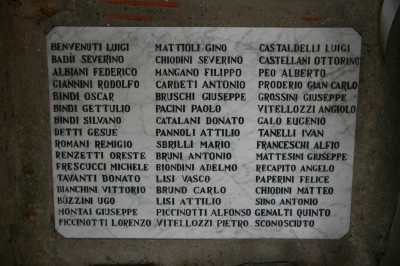 BENVENUTI LUIGI MATTIOLI GINO CASTALDELLI LUIGI
BADII SEVERINO CHIODINI SEVERINO CASTELLANI OTTORINO
ALBIANI FEDERICO MANGANO FILIPPO PEO ALBERTO
GIANNINI RODOLFO CARDETI ANTONIO PRODERIO GIAN CARLO
BINDI OSCAR BRUSCHI GIUSEPPE GROSSINI GIUSEPPE
BINDI GETTULIO PACINI PAOLO VITELLOZZI ANGIOLO
BINDI SILVANO CATALANI DONATO GALO EUGENIO
DETTI GESUE PANNOLI ATTILIO TANELLI IVAN
ROMANI REMIGIO SBRILLI MARIO FRANCESCHI ALFIO
RENZETTI ORESTE BRUNI ANTONIO MATTESINI GIUSEPPE
FRESCUCCI MICHELE BIONDINI ADELMO RECAPITO ANGELO
TAVANTI DONATO LISI VASCO PAPERINI FELICE
BIANCHINI VITTORIO BRUND CARLO CHIODINI MATTEO
BUZZINI UGO LISI ATTILIO SINO ANTONIO
MONTAI GIUSEPPE PICCINOTTI ALFONSO GENALTI QUINTO
PICCINOTTI LORENZO VITELLOZZI PIETRO SCONOSCIUTO